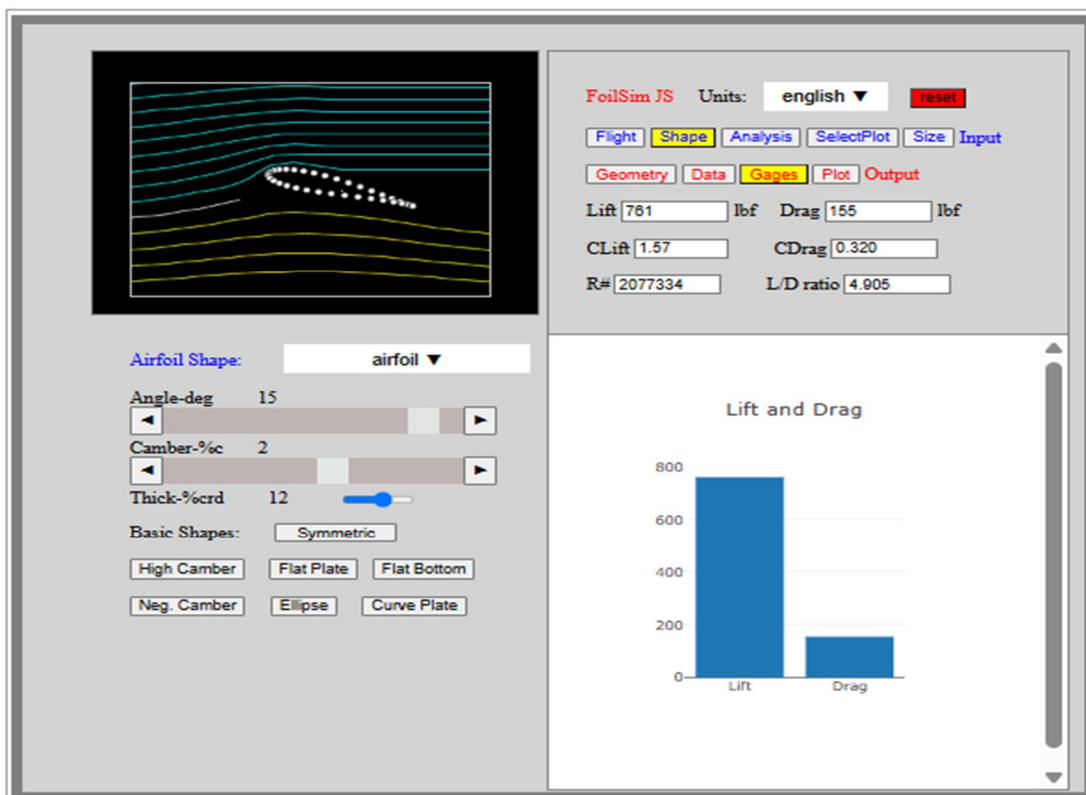 FoilSim JS Units: english ▼ reset
Flight Shape Analysis SelectPlot Size Input
Geometry Data Gages Plot Output
Lift 761 lbf Drag 155 lbf
CLift 1.57 CDrag 0.320
R# 2077334 L/D ratio 4.905
Airfoil Shape: airfoil ▼
Angle-deg 15
Camber-%c 2
Thick-%crd 12
Basic Shapes: Symmetric
High Camber Flat Plate Flat Bottom
Neg. Camber Ellipse Curve Plate
Lift and Drag
800
600
400
200
0
Lift Drag